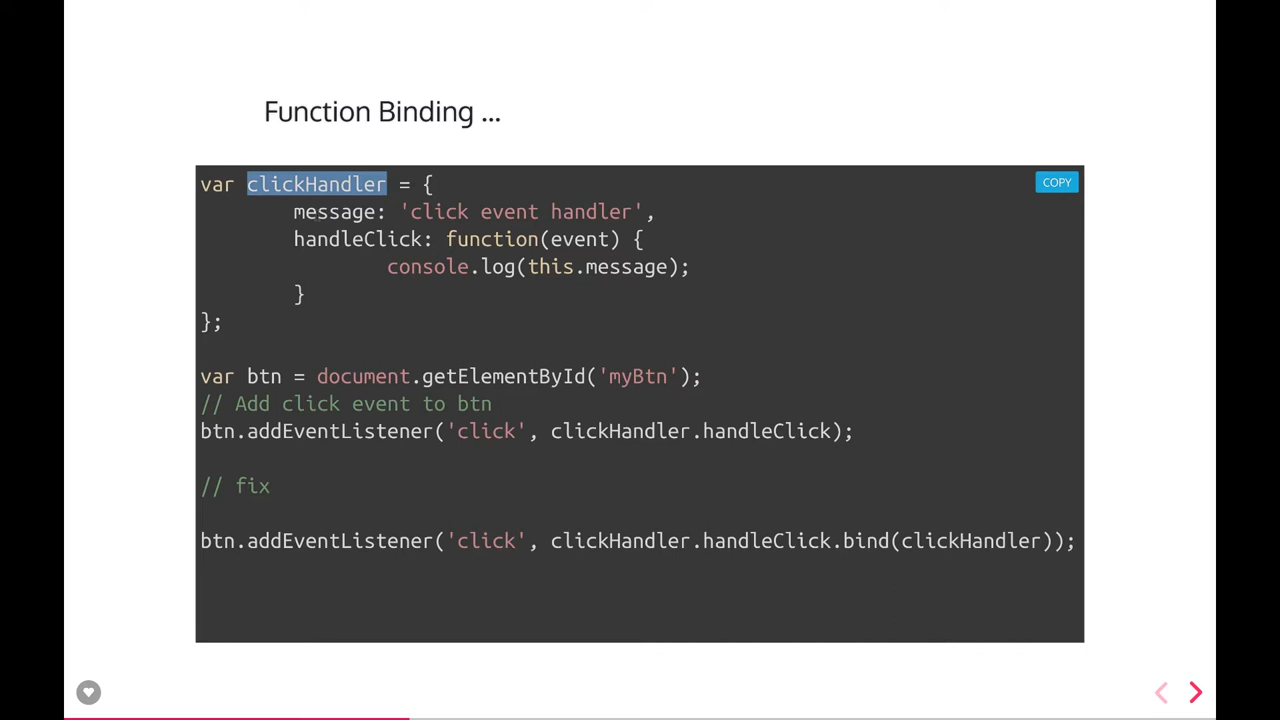 Function Binding ...
var clickHandler = {
COPY
message: 'click event handler',
handleClick: function(event) {
console.log(this.message);
}
};
var btn = document.getElementById('myBtn');
// Add click event to btn
btn.addEventListener('click', clickHandler.handleClick);
// fix
btn.addEventListener('click', clickHandler.handleClick.bind(clickHandler));